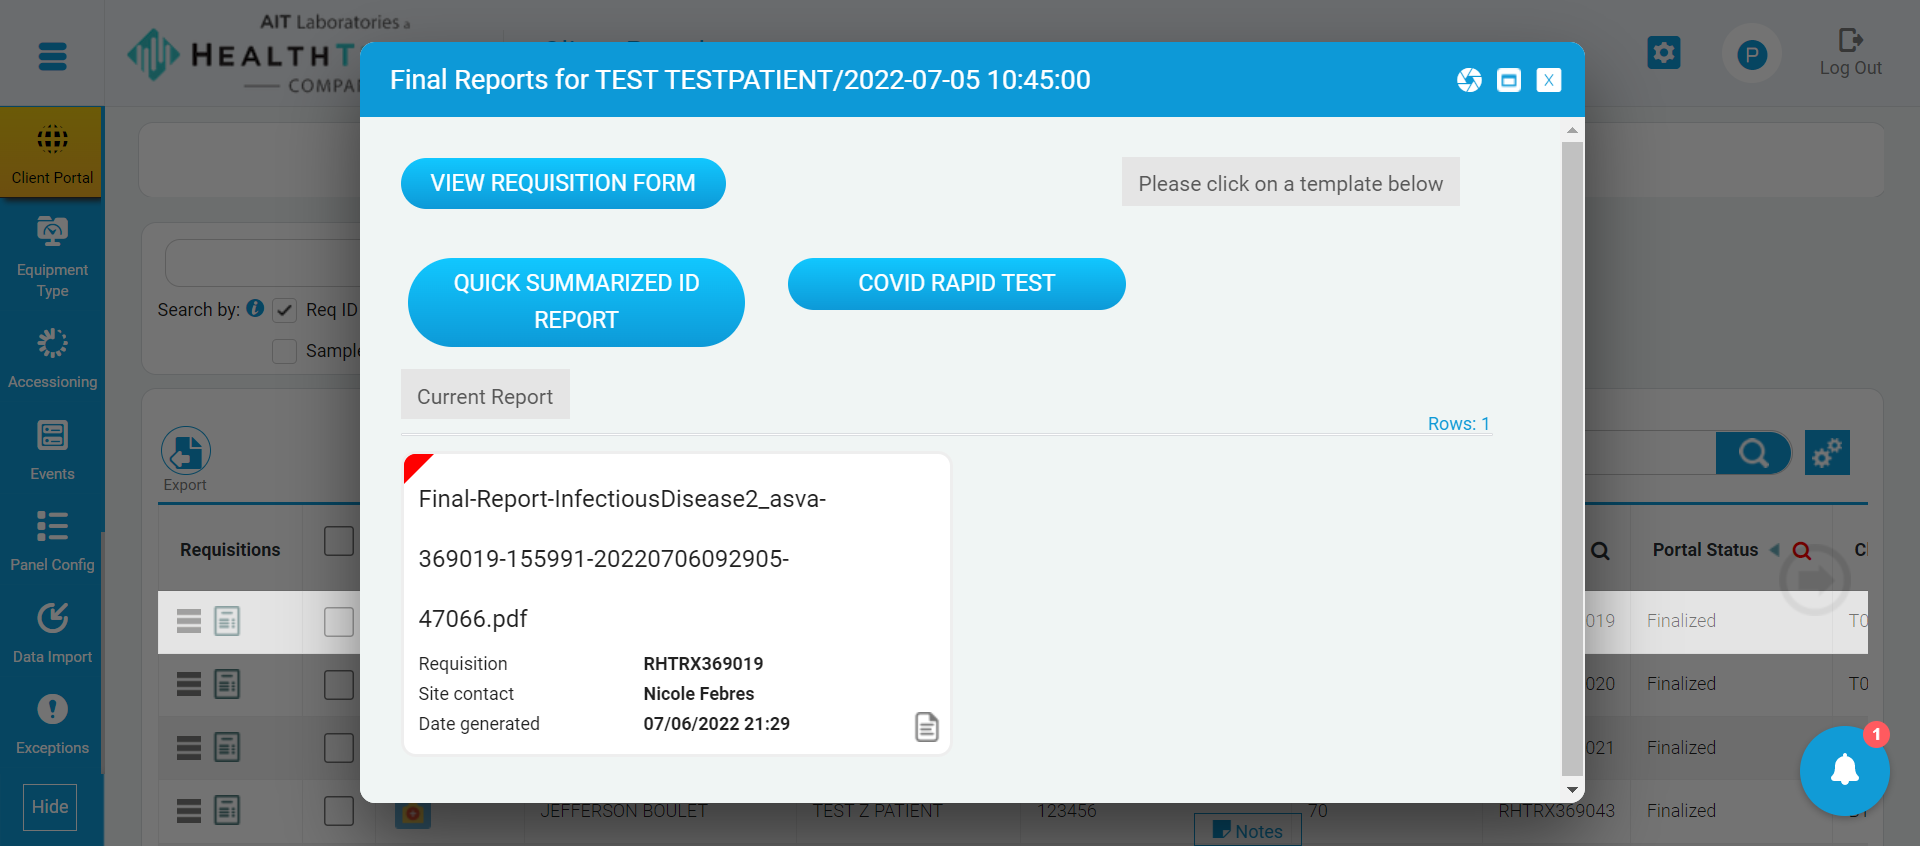 AIT Laboratories a
HEALTHT
COMPA
Log Out
P
Final Reports for TEST TESTPATIENT/2022-07-05 10:45:00
X
Client Portal
Equipment
Type
Accessioning
Events
Panel Config
Data Import
Exceptions
Hide
Search by:
Req ID
Sample
Export
Requisitions
VIEW REQUISITION FORM
Please click on a template below
QUICK SUMMARIZED ID
REPORT
COVID RAPID TEST
Current Report
Rows: 1
Final-Report-InfectiousDisease2_asva-
369019-155991-20220706092905-
47066.pdf
Requisition RHTRX369019
Site contact Nicole Febres
Date generated 07/06/2022 21:29
Portal Status
019 Finalized T0
020 Finalized T0
021 Finalized
1
JEFFERSON BOULET TEST Z PATIENT 123456 70 RHTRX369043 Finalized
Notes